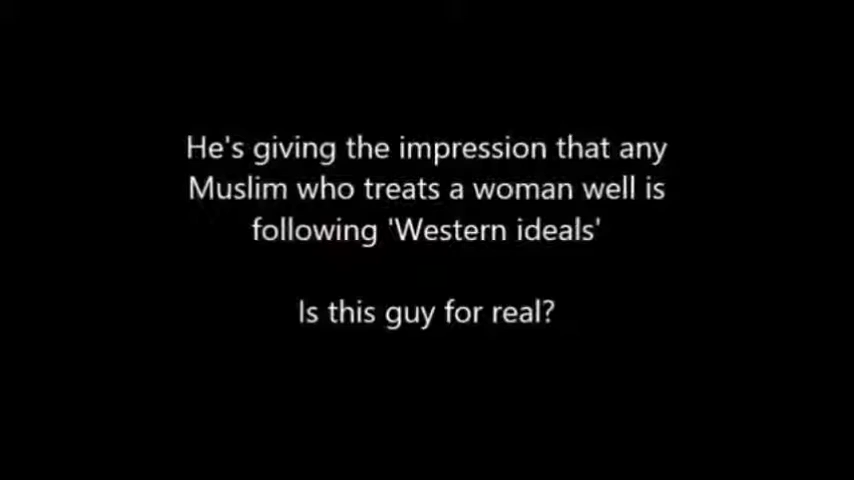 He's giving the impression that any
Muslim who treats a woman well is
following 'Western ideals'
Is this guy for real?